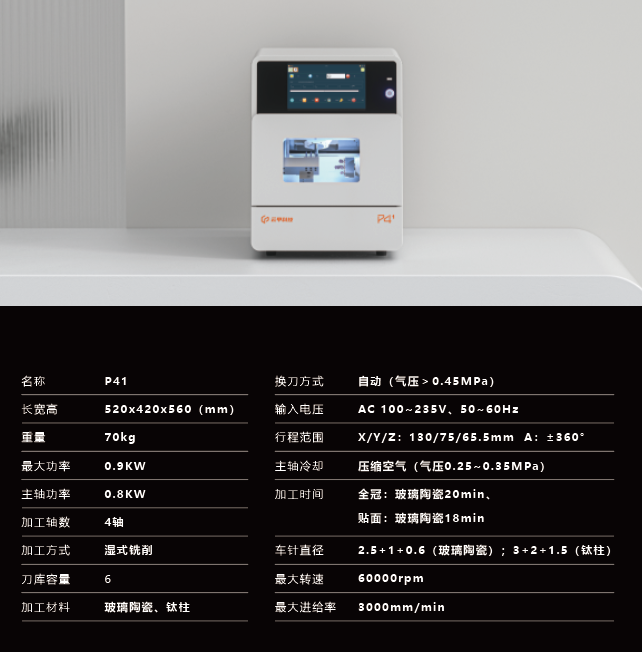 云甲科技
P41
名称 P41
长宽高 520x420x560（mm）
重量 70kg
最大功率 0.9KW
主轴功率 0.8KW
加工轴数 4轴
加工方式 湿式铣削
刀库容量 6
加工材料 玻璃陶瓷、钛柱
换刀方式 自动（气压＞0.45MPa）
输入电压 AC 100~235V、50~60Hz
行程范围 X/Y/Z：130/75/65.5mm A：±360°
主轴冷却 压缩空气（气压0.25~0.35MPa）
加工时间 全冠：玻璃陶瓷20min、
贴面：玻璃陶瓷18min
车针直径 2.5+1+0.6（玻璃陶瓷）；3+2+1.5（钛柱）
最大转速 60000rpm
最大进给率 3000mm/min